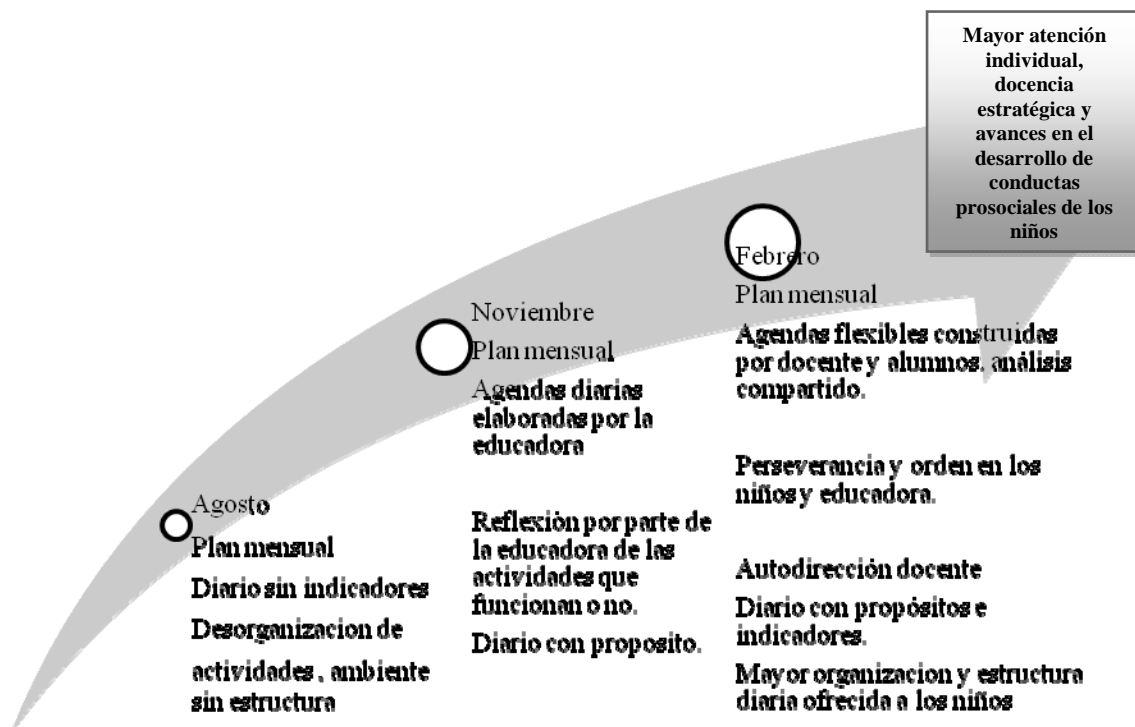 Mayor atención
individual,
docencia
estratégica y
avances en el
desarrollo de
conductas
prosociales de los
niños
Agosto
Plan mensual
Diario sin indicadores
Desorganizacion de
actividades, ambiente
sin estructura
Noviembre
Plan mensual
Agendas diarias
elaboradas por la
educadora
Reflexión por parte de
la educadora de las
actividades que
funcionan o no.
Diario con proposito.
Febrero
Plan mensual
Agendas flexibles construidas
por docente y alumnos, análisis
compartido.
Perseverancia y orden en los
niños y educadora.
Autodirección docente
Diario con propósitos e
indicadores.
Mayor organizacion y estructura
diaria ofrecida a los niños